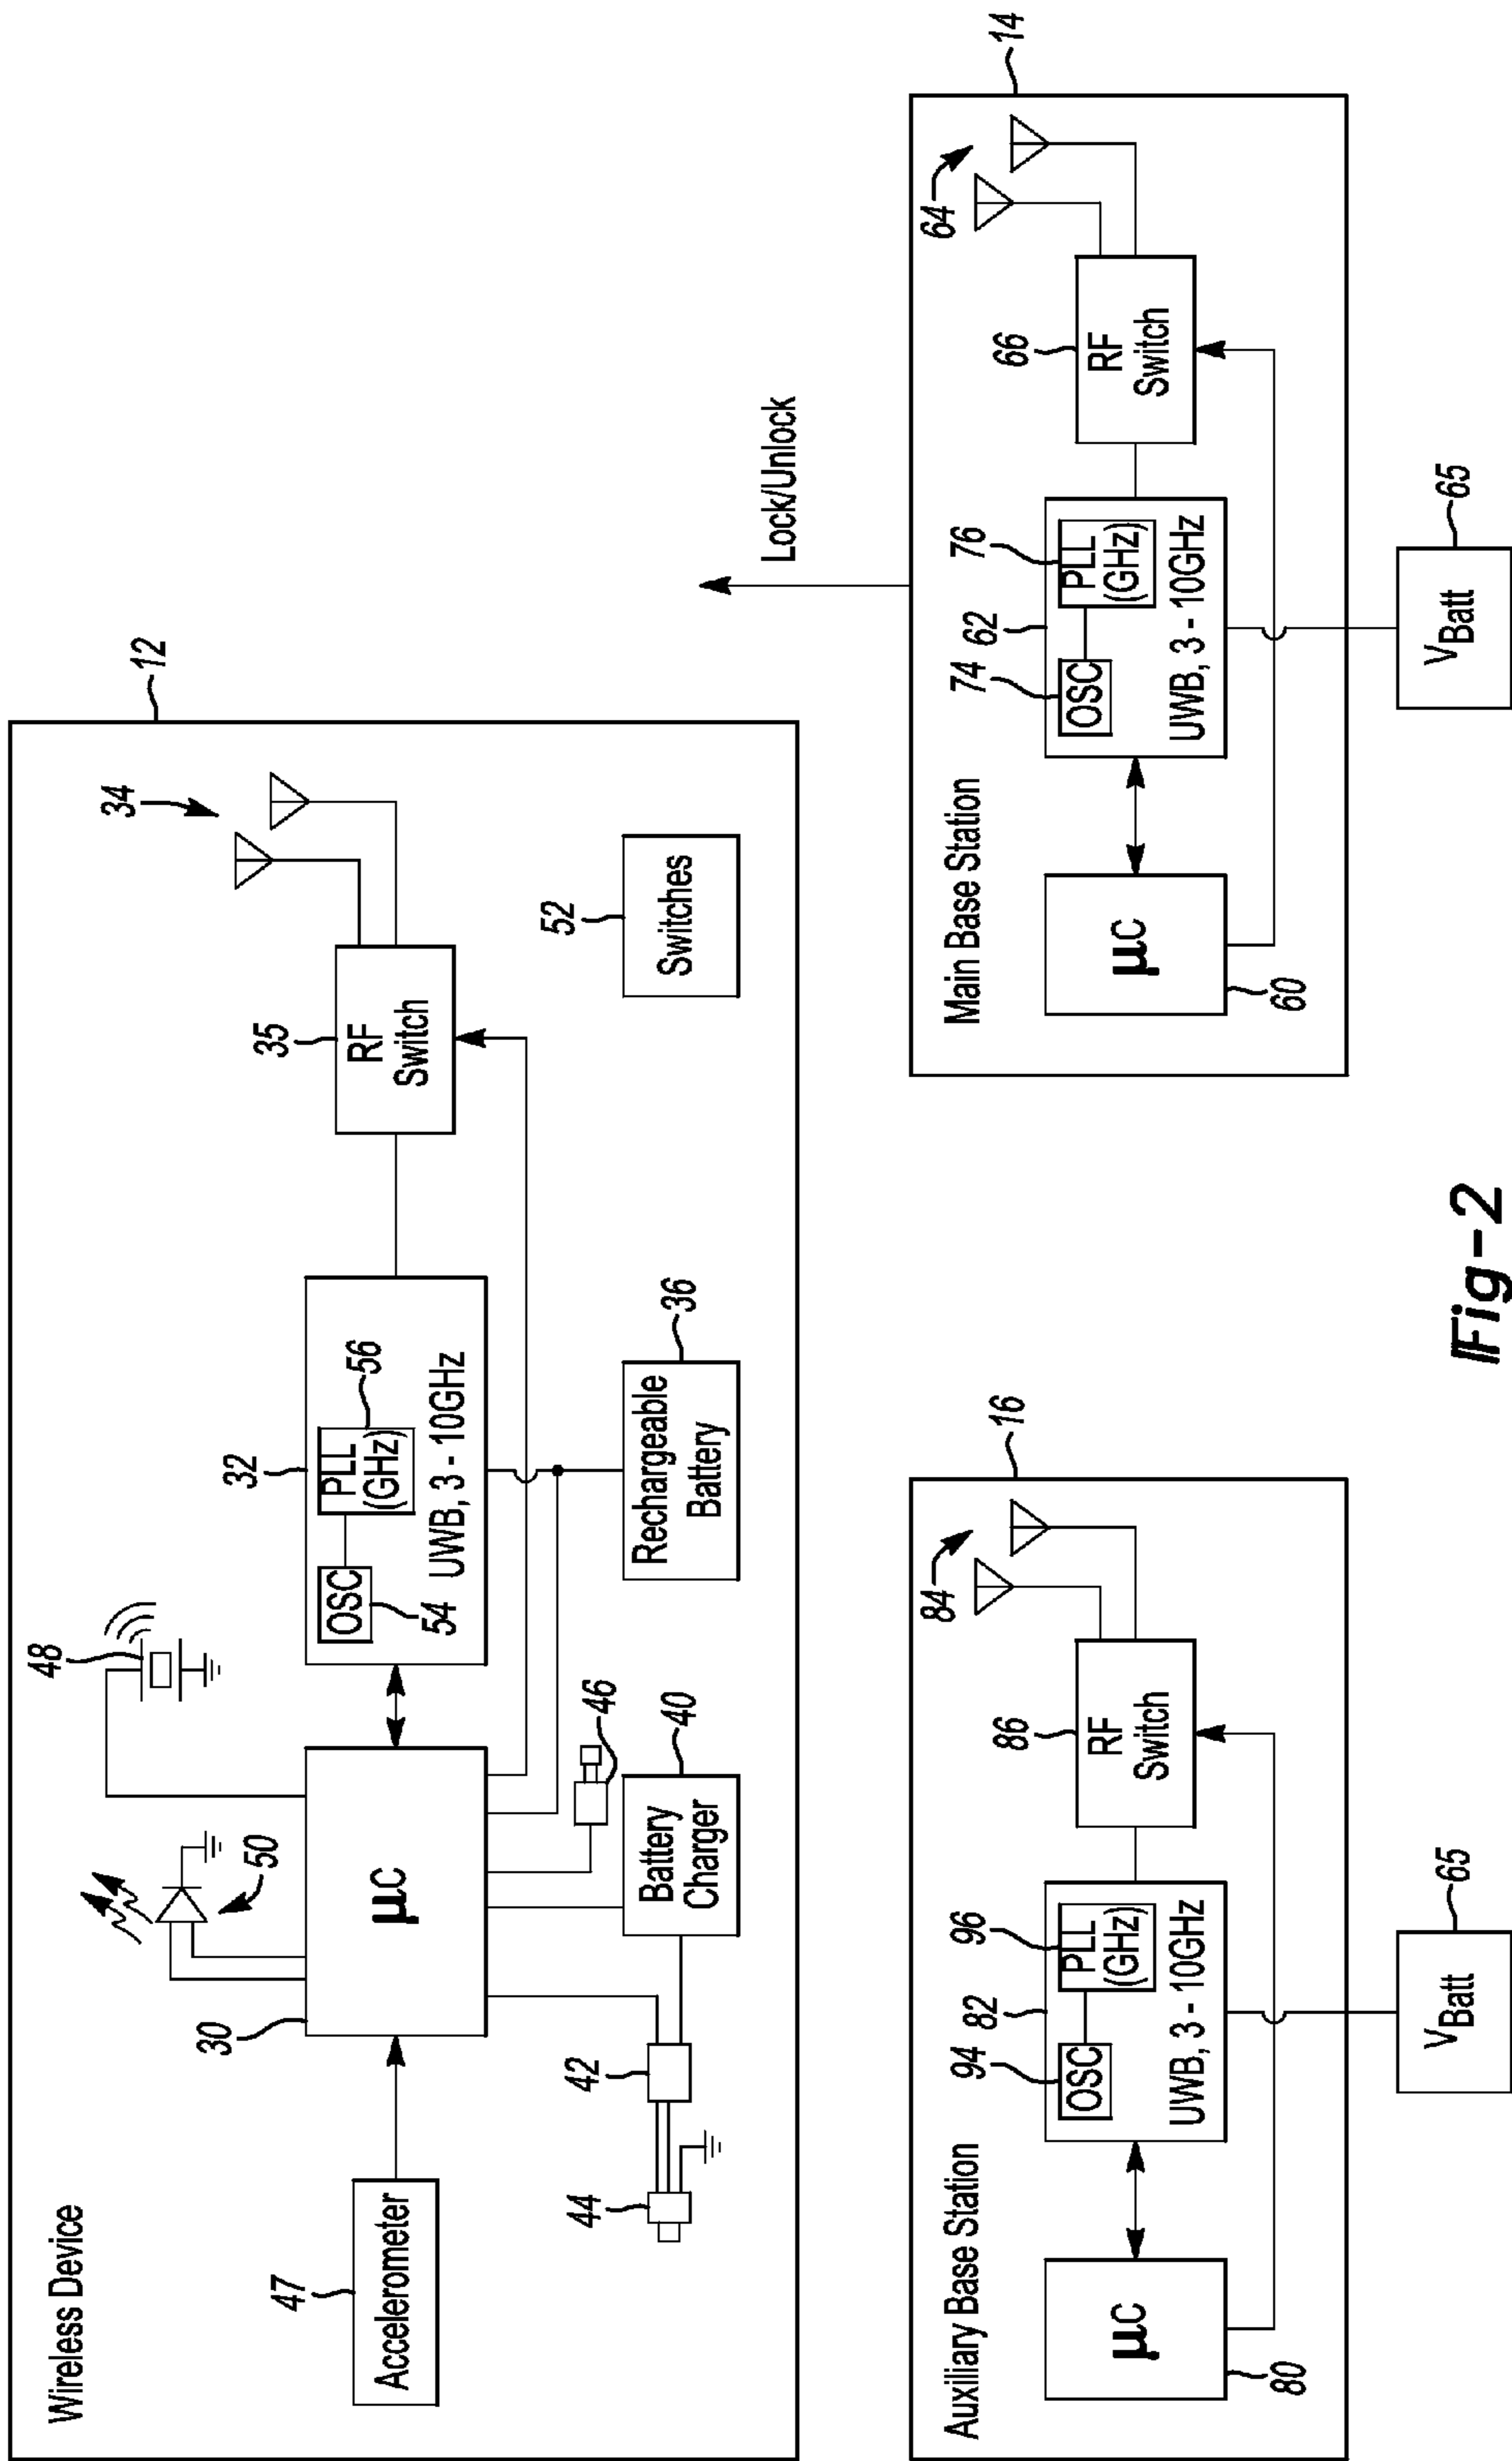 Wireless Device
12
47
Accelerometer
30
μC
50
48
32
OSC
54
PLL
(GHz)
56
UWB, 3 - 10GHz
35
RF
Switch
34
44
42
Battery
Charger
40
46
Rechargeable
Battery
36
52
Switches
Auxiliary Base Station
16
μC
80
82
94
OSC
96
PLL
(GHz)
UWB, 3 - 10GHz
86
RF
Switch
84
VBatt
65
Lock/Unlock
Main Base Station
14
μC
60
62
74
OSC
76
PLL
(GHz)
UWB, 3 - 10GHz
66
RF
Switch
64
VBatt
65
Fig-2